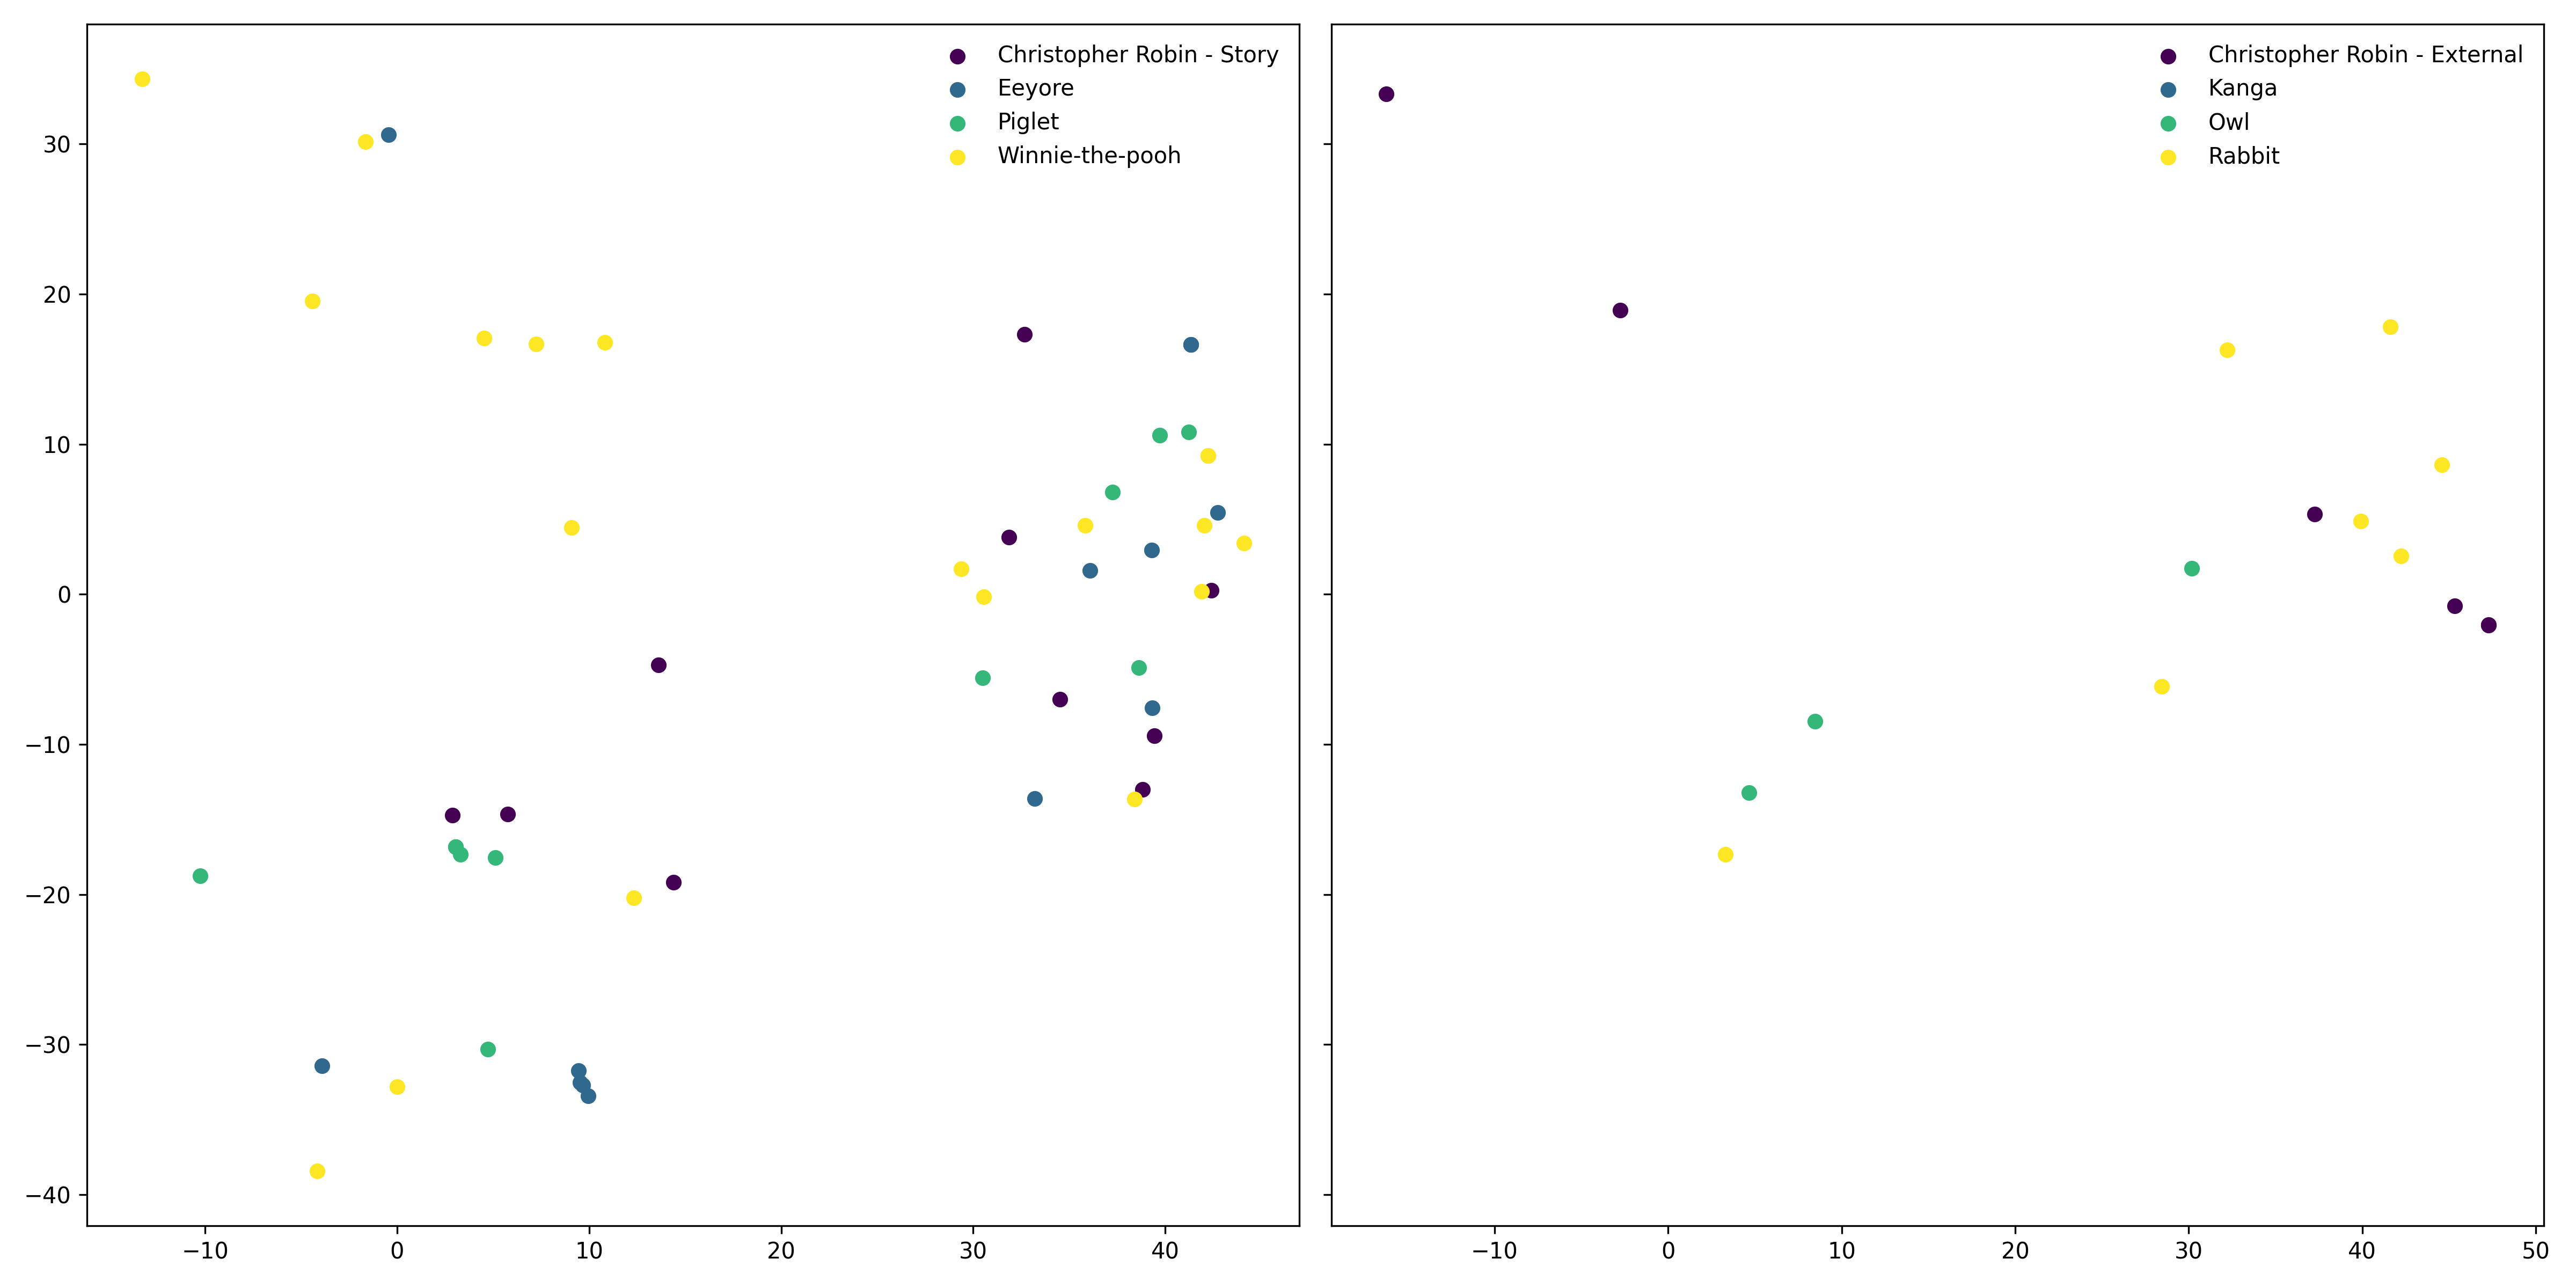 Christopher Robin - Story
Eeyore
Piglet
Winnie-the-pooh
30
20
10
0
−10
−20
−30
−40
−10 0 10 20 30 40
Christopher Robin - External
Kanga
Owl
Rabbit
−10 0 10 20 30 40 50